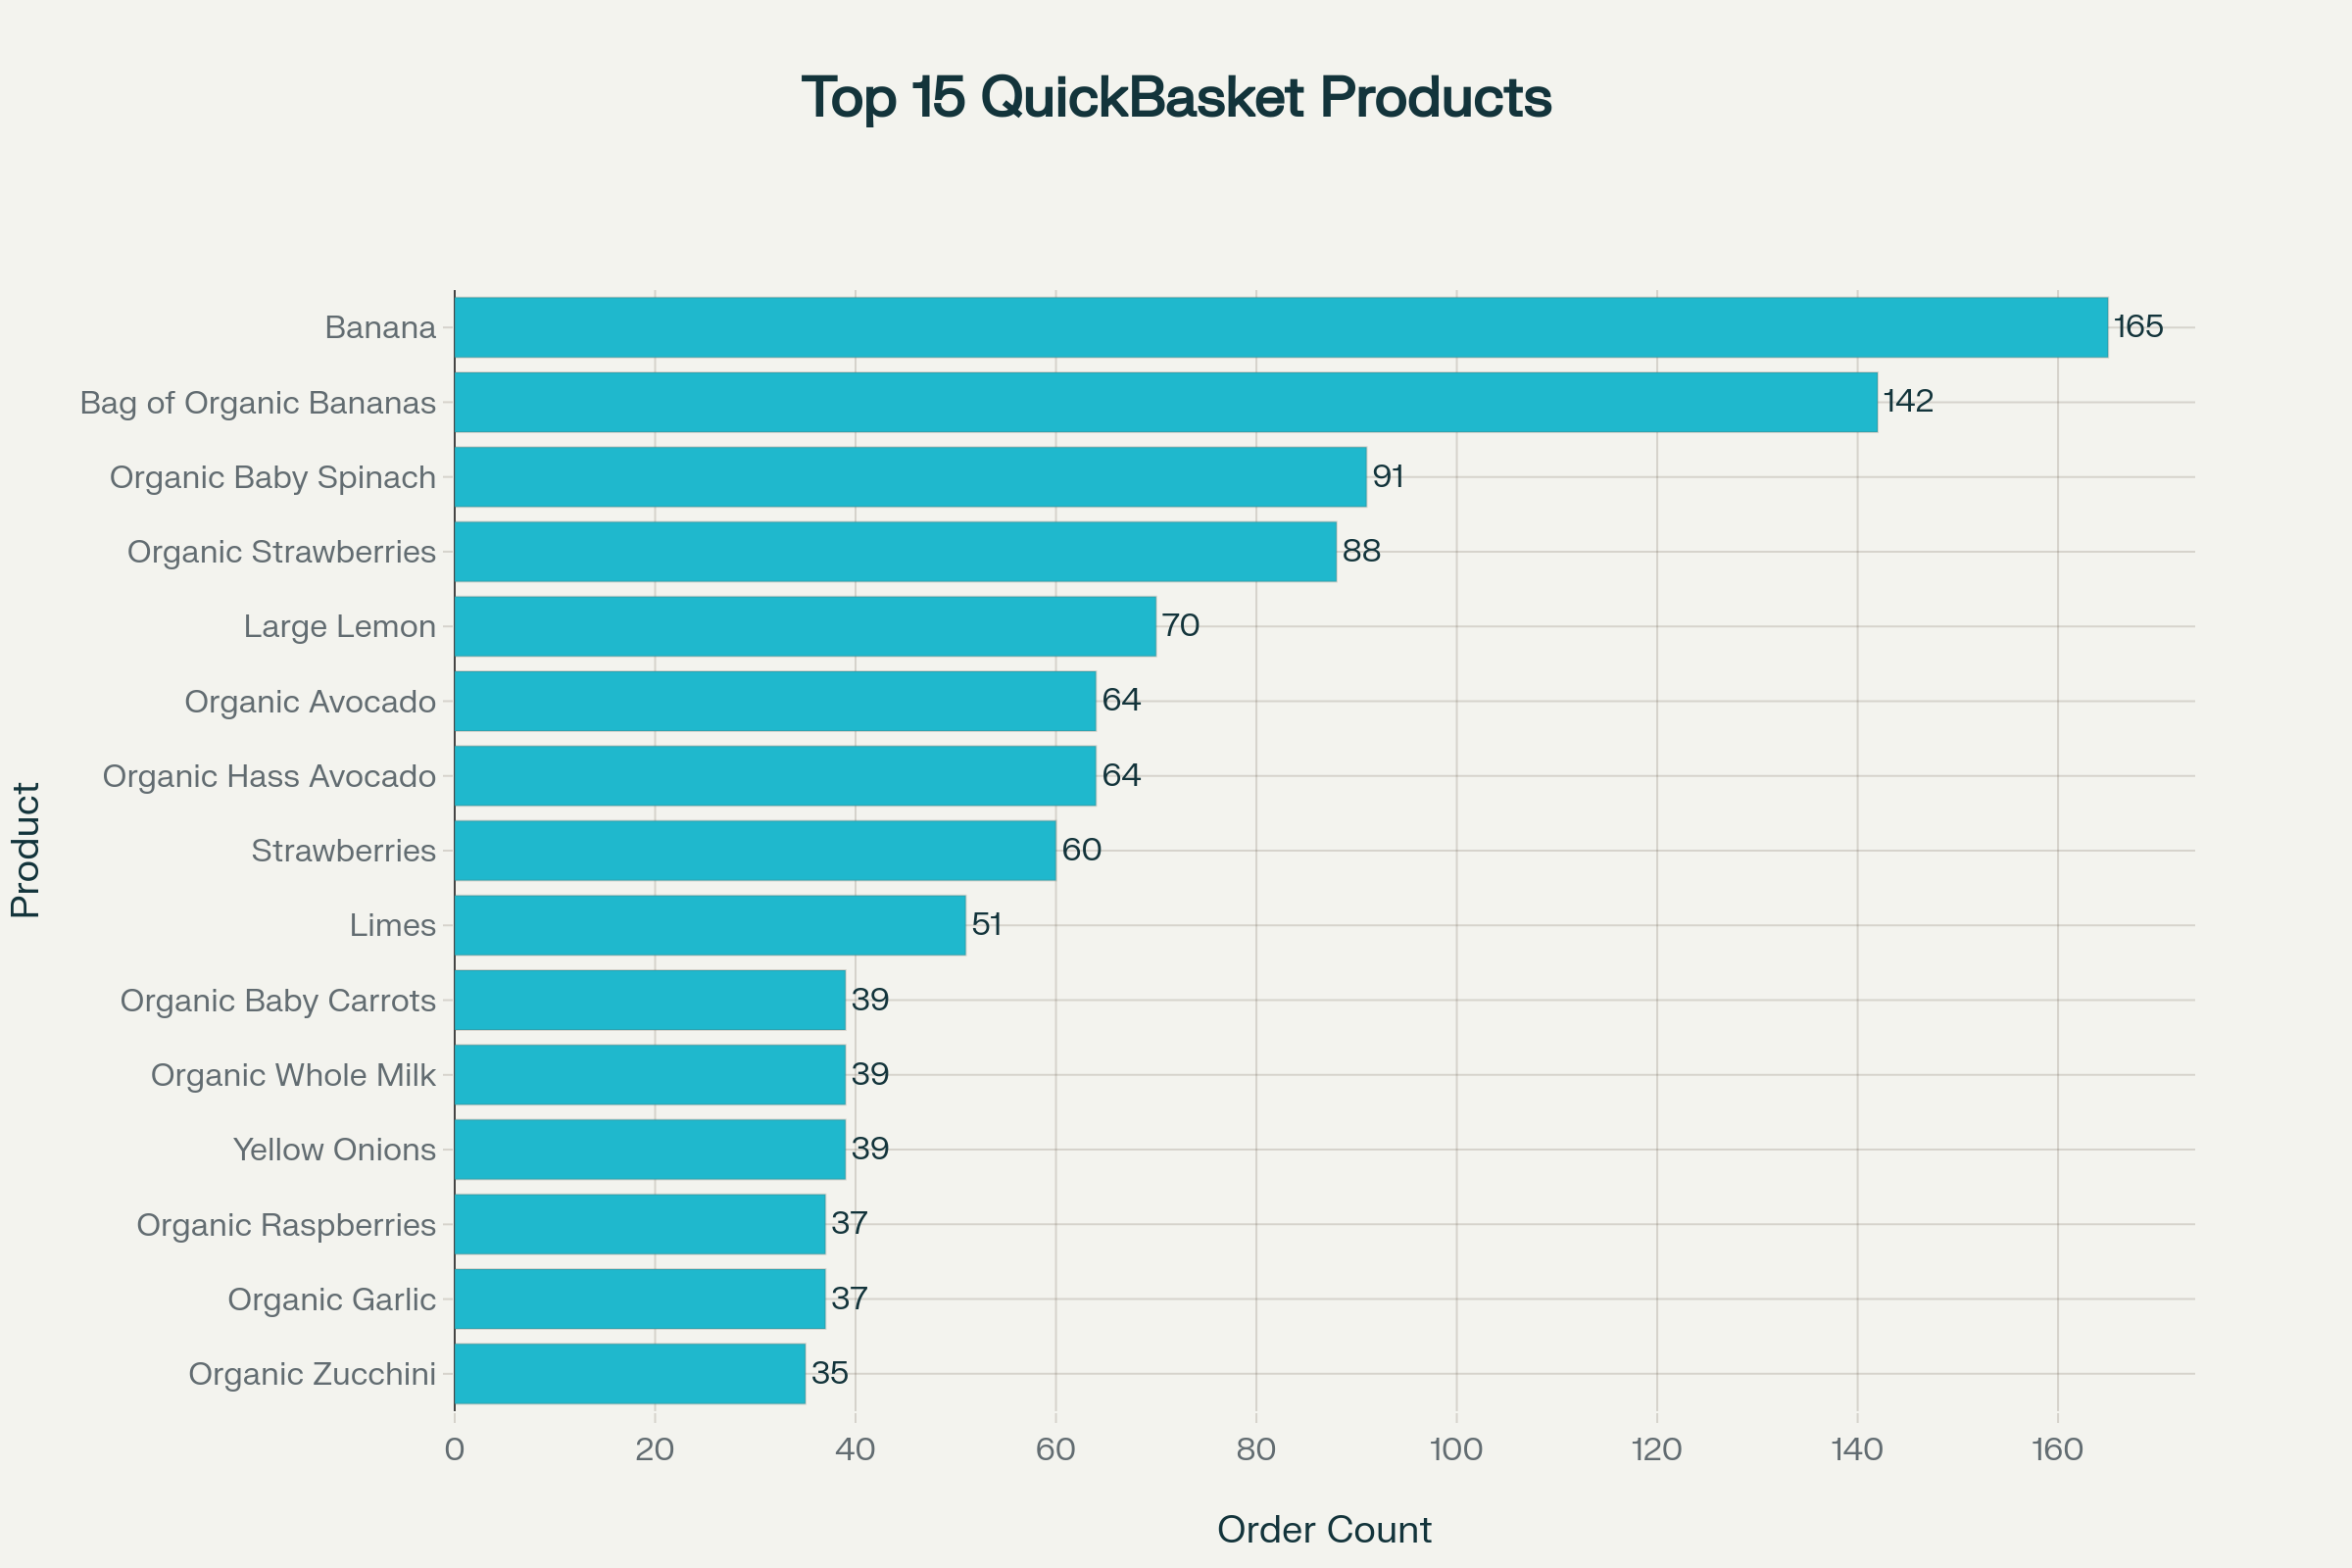 Top 15 QuickBasket Products
Product
Banana 165
Bag of Organic Bananas 142
Organic Baby Spinach 91
Organic Strawberries 88
Large Lemon 70
Organic Avocado 64
Organic Hass Avocado 64
Strawberries 60
Limes 51
Organic Baby Carrots 39
Organic Whole Milk 39
Yellow Onions 39
Organic Raspberries 37
Organic Garlic 37
Organic Zucchini 35
0 20 40 60 80 100 120 140 160
Order Count